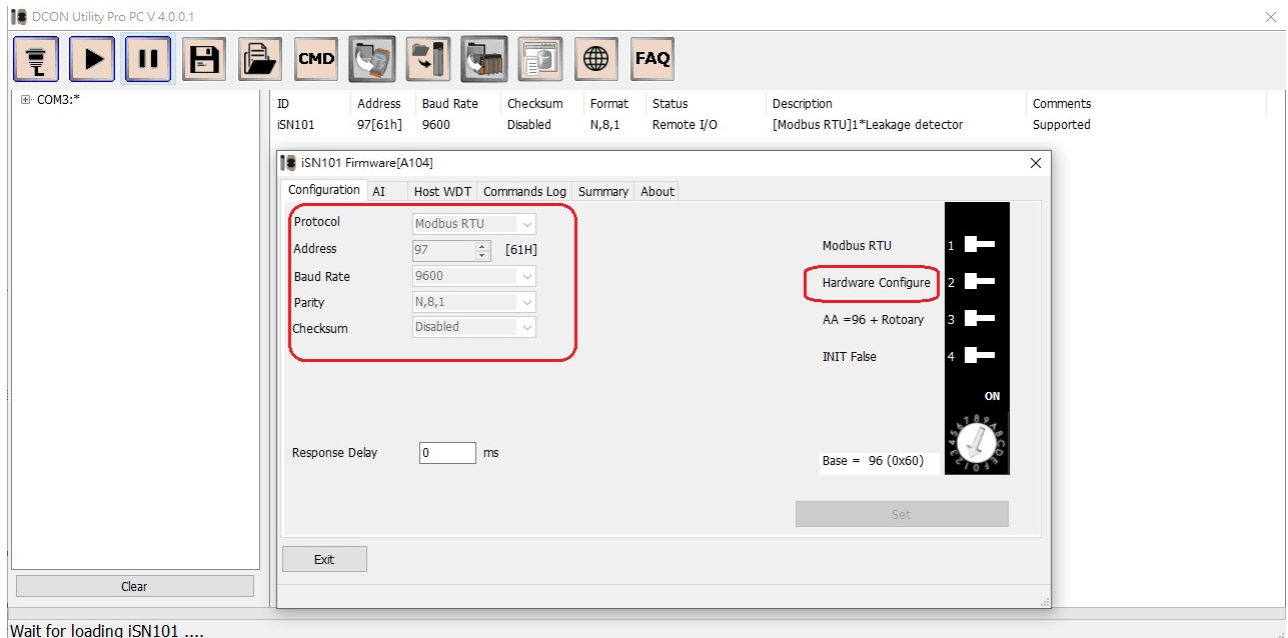 DCON Utility Pro PC V 4.0.0.1
CMD FAQ
COM3:*
ID Address Baud Rate Checksum Format Status Description Comments
iSN101 97[61h] 9600 Disabled N,8,1 Remote I/O [Modbus RTU]1*Leakage detector Supported
iSN101 Firmware[A104]
Configuration AI Host WDT Commands Log Summary About
Protocol Modbus RTU
Address 97 [61H]
Baud Rate 9600
Parity N,8,1
Checksum Disabled
Modbus RTU 1
Hardware Configure 2
AA =96 + Rotoary 3
INIT False 4
ON
Response Delay 0 ms
Base = 96 (0x60)
Set
Exit
Clear
Wait for loading iSN101 ....